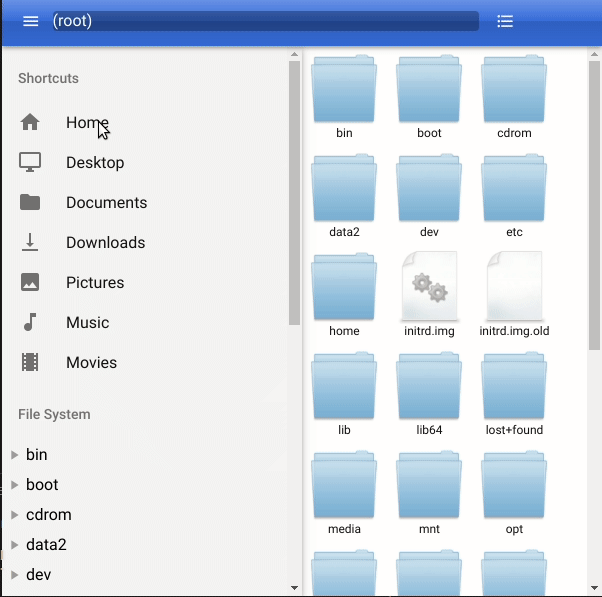 (root)
Shortcuts
Home
Desktop
Documents
Downloads
Pictures
Music
Movies
File System
bin
boot
cdrom
data2
dev
bin boot cdrom
data2 dev etc
home initrd.img initrd.img.old
lib lib64 lost+found
media mnt opt